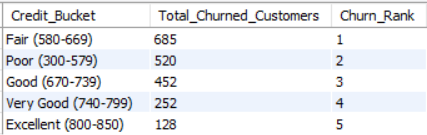 Credit_Bucket Total_Churned_Customers Churn_Rank
Fair (580-669) 685 1
Poor (300-579) 520 2
Good (670-739) 452 3
Very Good (740-799) 252 4
Excellent (800-850) 128 5